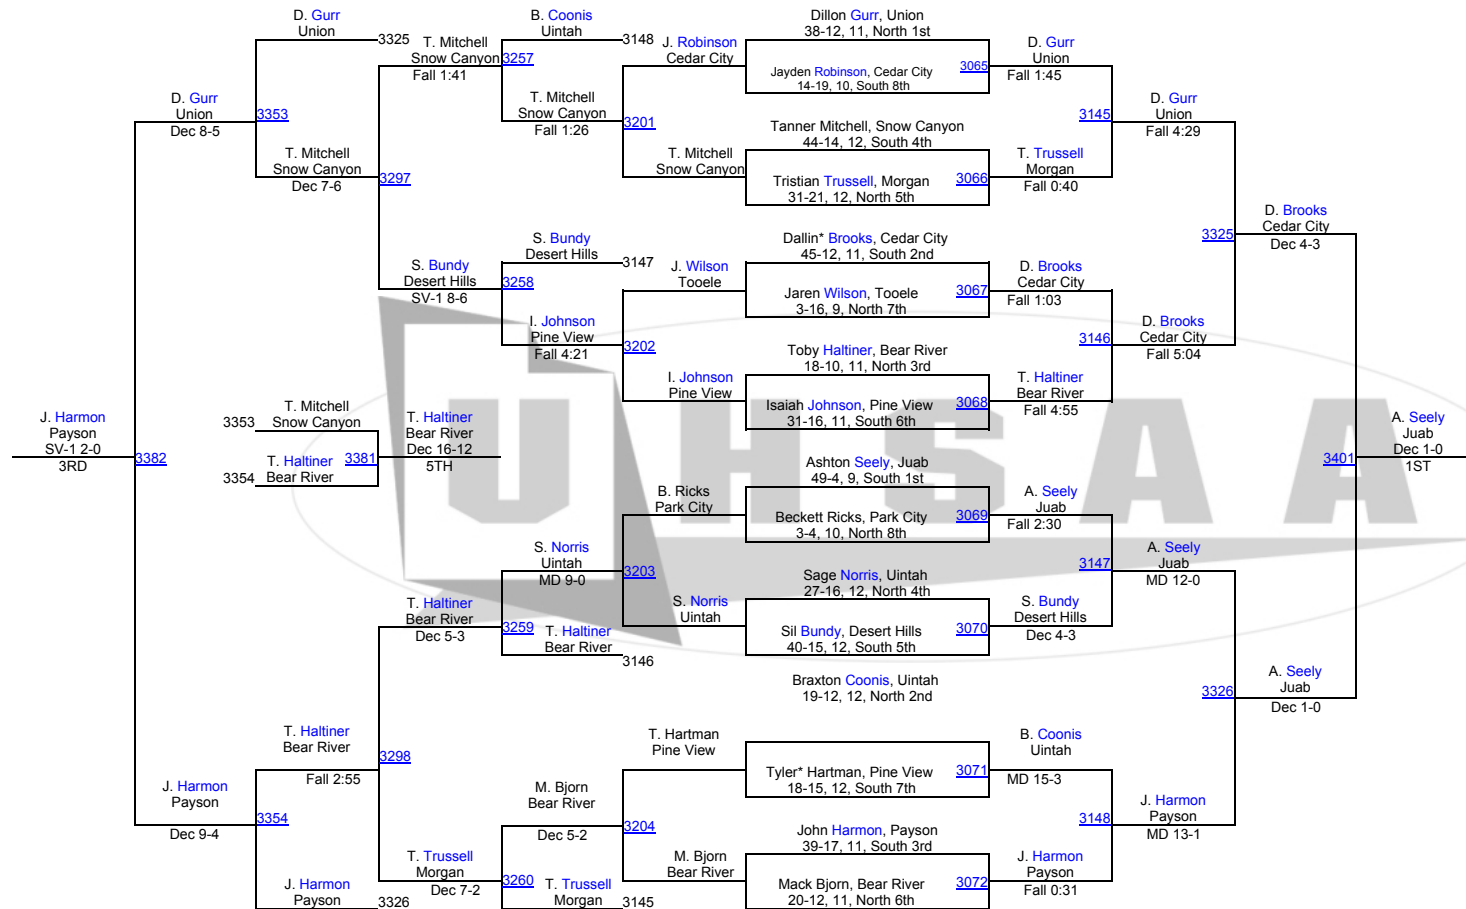 D. Gurr
Union
3325
T. Mitchell
Snow Canyon
Fall 1:41
3257
B. Coonis
Uintah
3148
J. Robinson
Cedar City
Dillon Gurr, Union
38-12, 11, North 1st
Jayden Robinson, Cedar City
14-19, 10, South 8th
3065
D. Gurr
Union
Fall 1:45
D. Gurr
Union
Dec 8-5
3353
T. Mitchell
Snow Canyon
Fall 1:26
3201
Tanner Mitchell, Snow Canyon
44-14, 12, South 4th
3145
D. Gurr
Union
Fall 4:29
T. Mitchell
Snow Canyon
Dec 7-6
3297
T. Mitchell
Snow Canyon
Tristian Trussell, Morgan
31-21, 12, North 5th
3066
T. Trussell
Morgan
Fall 0:40
S. Bundy
Desert Hills
SV-1 8-6
3258
S. Bundy
Desert Hills
3147
J. Wilson
Tooele
Dallin* Brooks, Cedar City
45-12, 11, South 2nd
Jaren Wilson, Tooele
3-16, 9, North 7th
3067
D. Brooks
Cedar City
Fall 1:03
3325
D. Brooks
Cedar City
Dec 4-3
I. Johnson
Pine View
Fall 4:21
3202
Toby Haltiner, Bear River
18-10, 11, North 3rd
3146
D. Brooks
Cedar City
Fall 5:04
I. Johnson
Pine View
Isaiah Johnson, Pine View
31-16, 11, South 6th
3068
T. Haltiner
Bear River
Fall 4:55
J. Harmon
Payson
SV-1 2-0
3RD
3382
3353
T. Mitchell
Snow Canyon
3354
T. Haltiner
Bear River
3381
T. Haltiner
Bear River
Dec 16-12
5TH
UHSAA
3401
A. Seely
Juab
Dec 1-0
1ST
B. Ricks
Park City
Ashton Seely, Juab
49-4, 9, South 1st
Beckett Ricks, Park City
3-4, 10, North 8th
3069
A. Seely
Juab
Fall 2:30
S. Norris
Uintah
MD 9-0
3203
Sage Norris, Uintah
27-16, 12, North 4th
3147
A. Seely
Juab
MD 12-0
T. Haltiner
Bear River
Dec 5-3
3259
T. Haltiner
Bear River
3146
S. Norris
Uintah
Sil Bundy, Desert Hills
40-15, 12, South 5th
3070
S. Bundy
Desert Hills
Dec 4-3
3326
A. Seely
Juab
Dec 1-0
T. Haltiner
Bear River
Fall 2:55
3298
T. Hartman
Pine View
Braxton Coonis, Uintah
19-12, 12, North 2nd
Tyler* Hartman, Pine View
18-15, 12, South 7th
3071
B. Coonis
Uintah
MD 15-3
J. Harmon
Payson
Dec 9-4
3354
M. Bjorn
Bear River
Dec 5-2
3204
John Harmon, Payson
39-17, 11, South 3rd
3148
J. Harmon
Payson
MD 13-1
J. Harmon
Payson
3326
T. Trussell
Morgan
Dec 7-2
3260
T. Trussell
Morgan
3145
M. Bjorn
Bear River
Mack Bjorn, Bear River
20-12, 11, North 6th
3072
J. Harmon
Payson
Fall 0:31